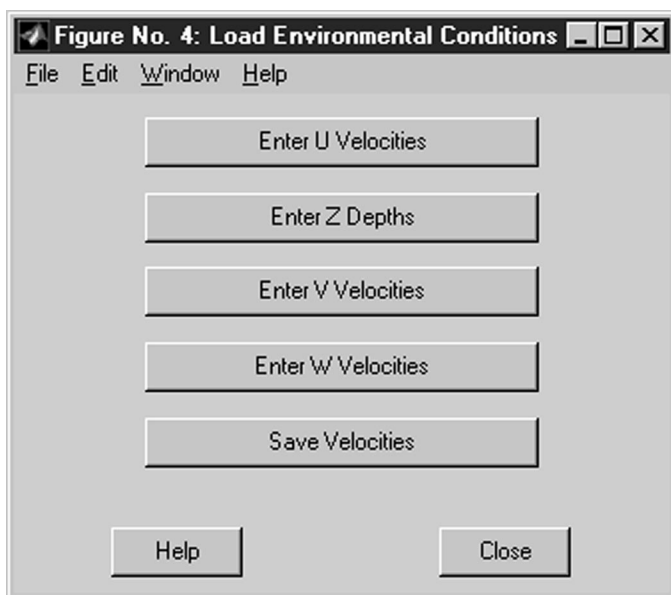 Figure No. 4: Load Environmental Conditions
File Edit Window Help
Enter U Velocities
Enter Z Depths
Enter V Velocities
Enter W Velocities
Save Velocities
Help Close